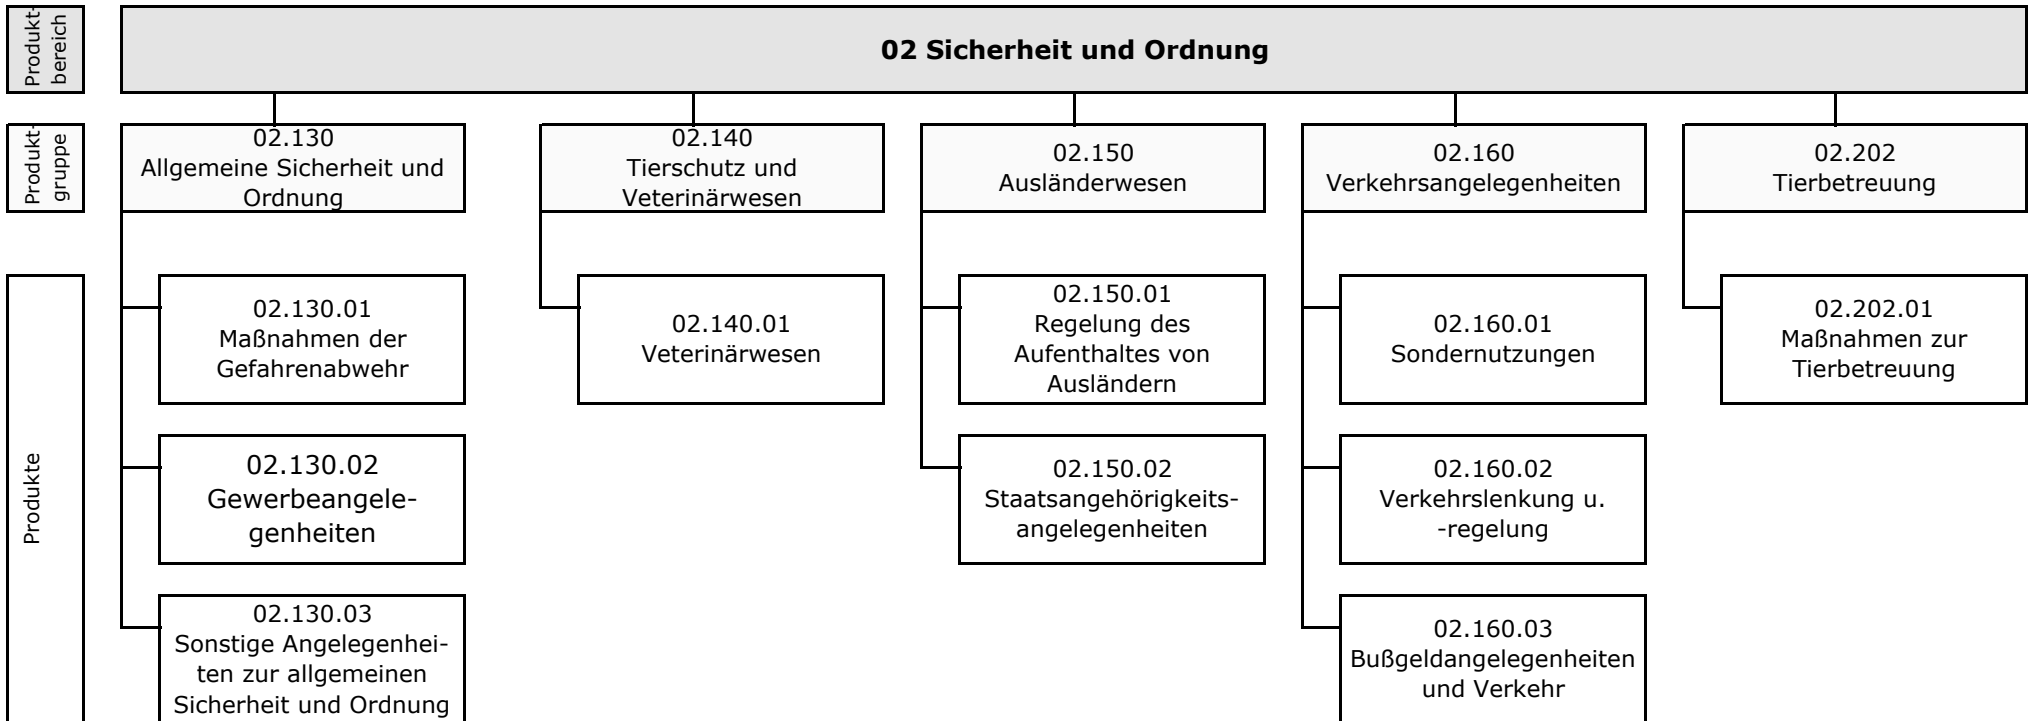 Produkt-
bereich
02 Sicherheit und Ordnung
Produkt-
gruppe
02.130
Allgemeine Sicherheit und
Ordnung
02.140
Tierschutz und
Veterinärwesen
02.150
Ausländerwesen
02.160
Verkehrsangelegenheiten
02.202
Tierbetreuung
Produkte
02.130.01
Maßnahmen der
Gefahrenabwehr
02.140.01
Veterinärwesen
02.150.01
Regelung des
Aufenthaltes von
Ausländern
02.160.01
Sondernutzungen
02.202.01
Maßnahmen zur
Tierbetreuung
02.130.02
Gewerbeangele-
genheiten
02.150.02
Staatsangehörigkeits-
angelegenheiten
02.160.02
Verkehrslenkung u.
-regelung
02.130.03
Sonstige Angelegenhei-
ten zur allgemeinen
Sicherheit und Ordnung
02.160.03
Bußgeldangelegenheiten
und Verkehr